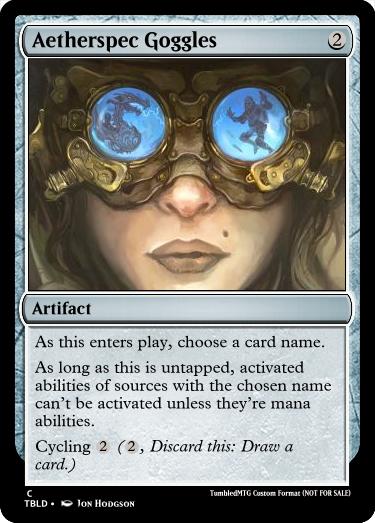 Aetherspec Goggles 2
Artifact
As this enters play, choose a card name.
As long as this is untapped, activated
abilities of sources with the chosen name
can't be activated unless they're mana
abilities.
Cycling 2 (2, Discard this: Draw a
card.)
C
TBLD • Jon Hodgson
TumbledMTG Custom Format (NOT FOR SALE)